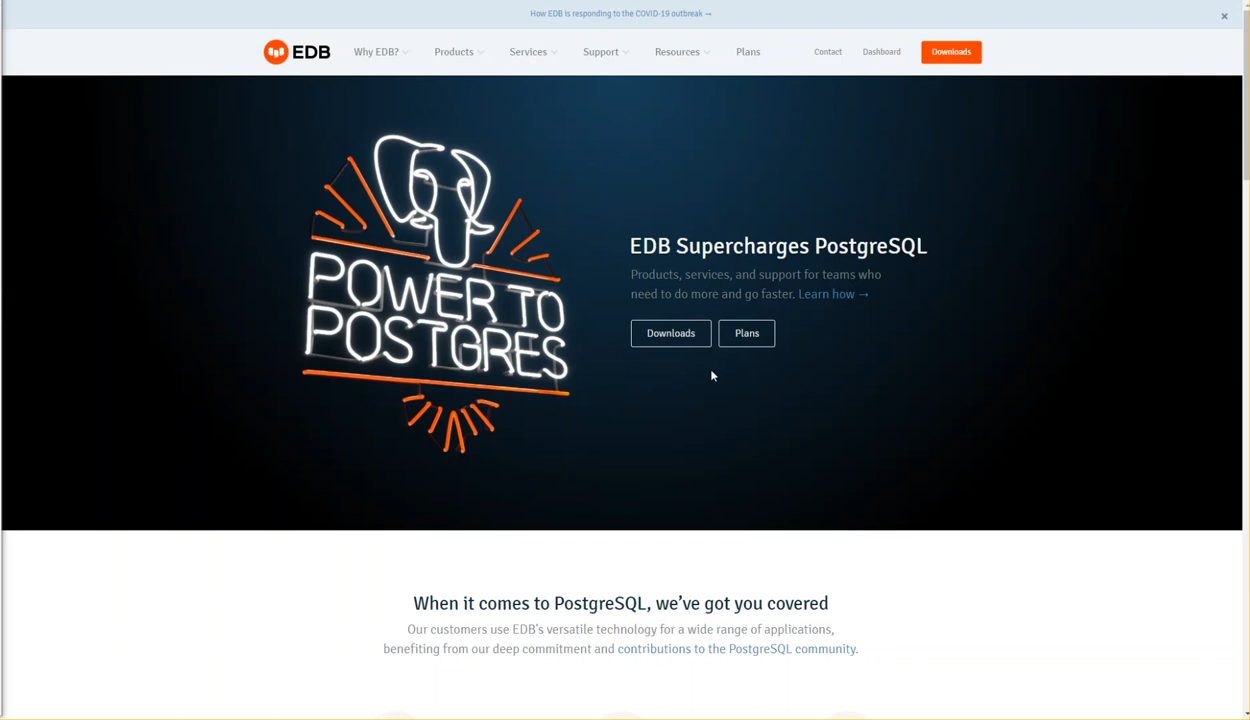 How EDB is responding to the COVID-19 outbreak →
×
EDB
Why EDB?
Products
Services
Support
Resources
Plans
Contact
Dashboard
Downloads
POWER TO
POSTGRES
EDB Supercharges PostgreSQL
Products, services, and support for teams who
need to do more and go faster. Learn how →
Downloads
Plans
When it comes to PostgreSQL, we’ve got you covered
Our customers use EDB’s versatile technology for a wide range of applications,
benefiting from our deep commitment and contributions to the PostgreSQL community.